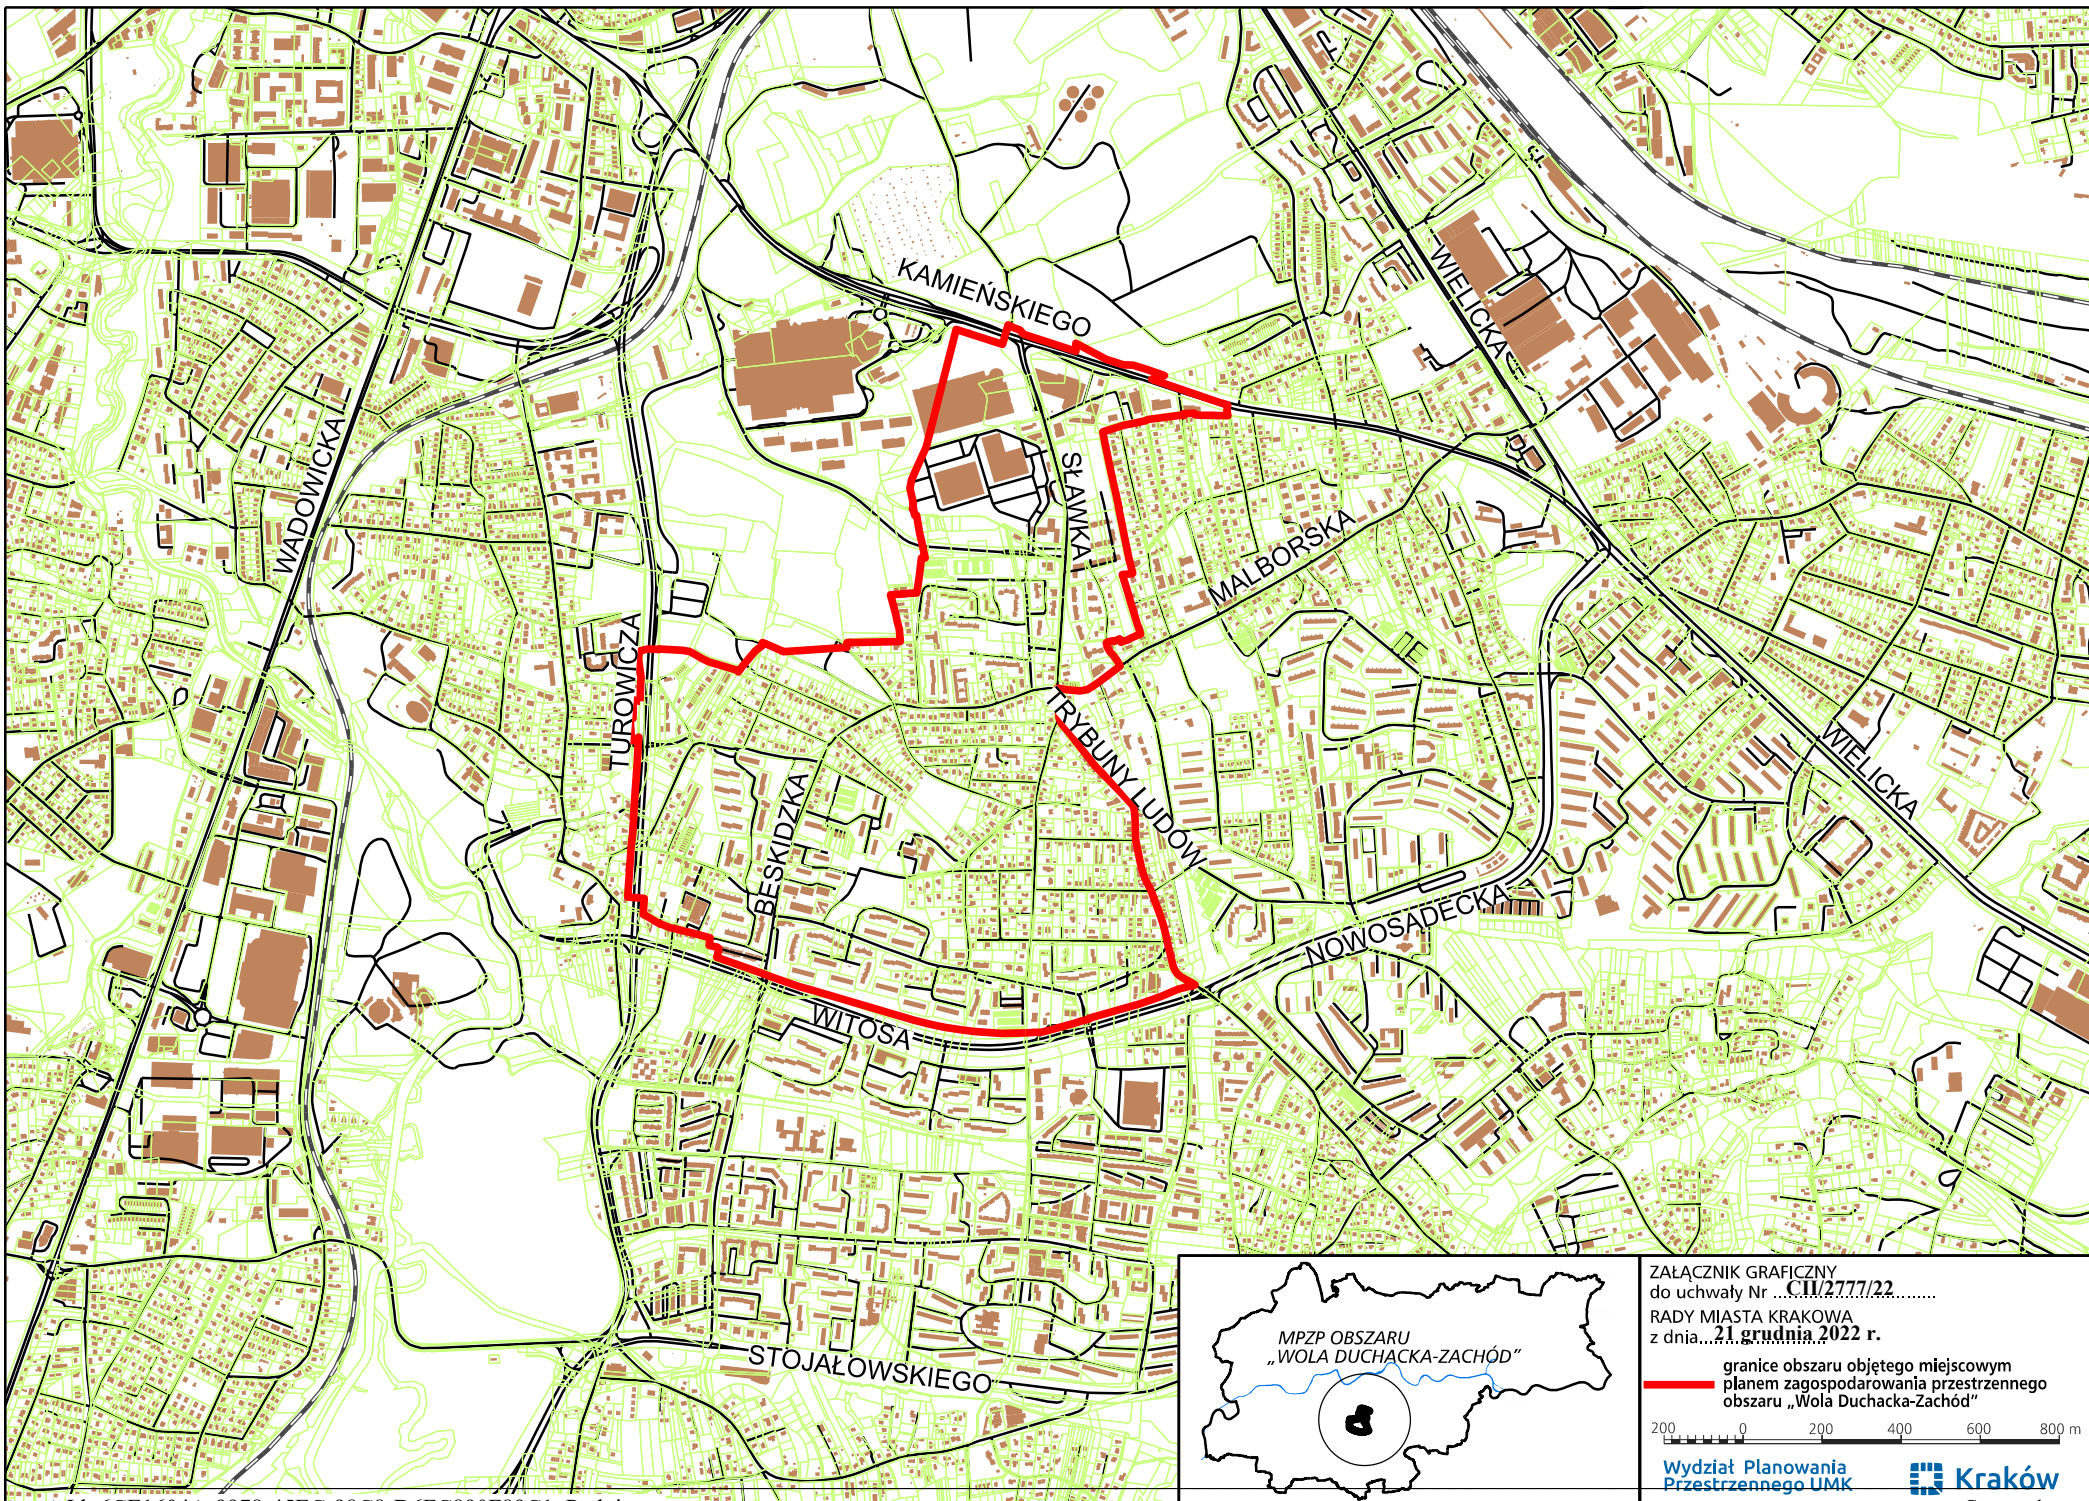 KAMIEŃSKIEGO
WIELICKA
WADOWICKA
SŁAWKA
MALBORSKA
TUROWICZA
TRYBUNY LUDÓW
WIELICKA
BESKIDZKA
NOWOSĄDECKA
WITOSA
STOJAŁOWSKIEGO
MPZP OBSZARU
„WOLA DUCHACKA-ZACHÓD”
ZAŁĄCZNIK GRAFICZNY
do uchwały Nr ...CII/2777/22...
RADY MIASTA KRAKOWA
z dnia...21 grudnia 2022 r.
granice obszaru objętego miejscowym
planem zagospodarowania przestrzennego
obszaru „Wola Duchacka-Zachód”
200 0 200 400 600 800 m
Wydział Planowania
Przestrzennego UMK
Kraków